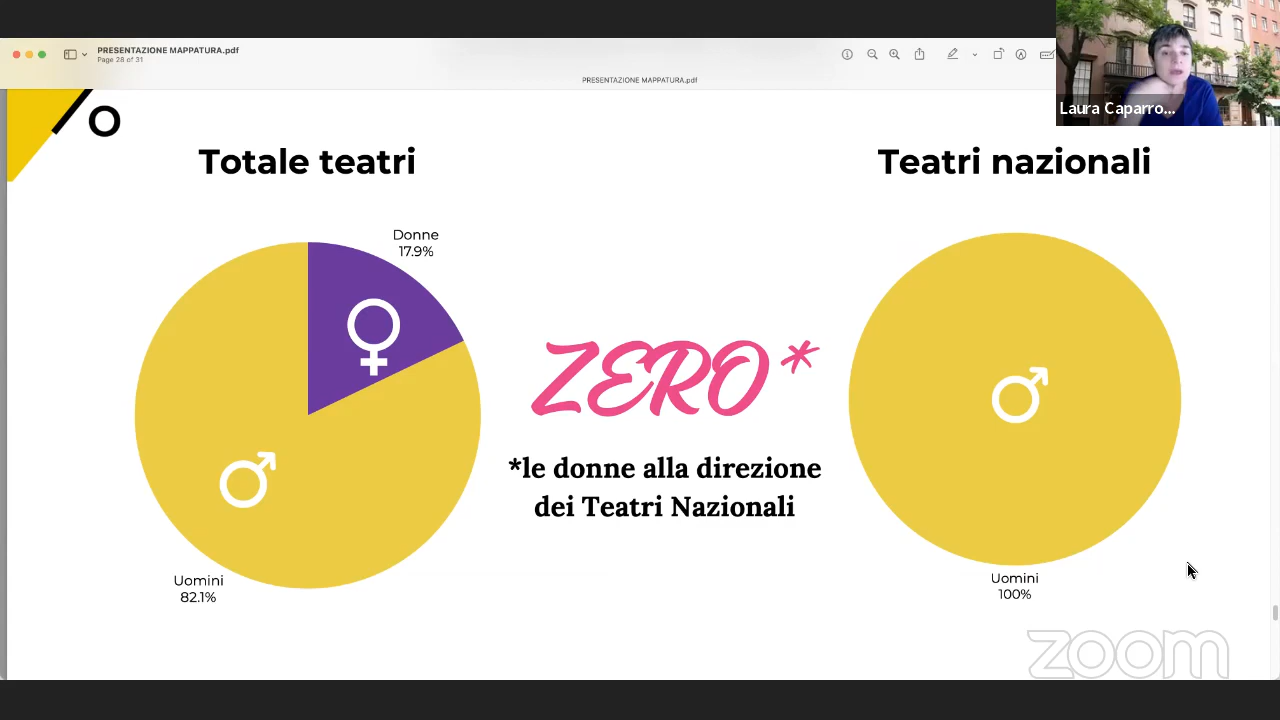 PRESENTAZIONE MAPPATURA.pdf
Page 28 of 31
PRESENTAZIONE MAPPATURA.pdf
Laura Caparro...
%
Totale teatri
Teatri nazionali
Donne
17.9%
ZERO*
*le donne alla direzione
dei Teatri Nazionali
Uomini
82.1%
Uomini
100%
zoom